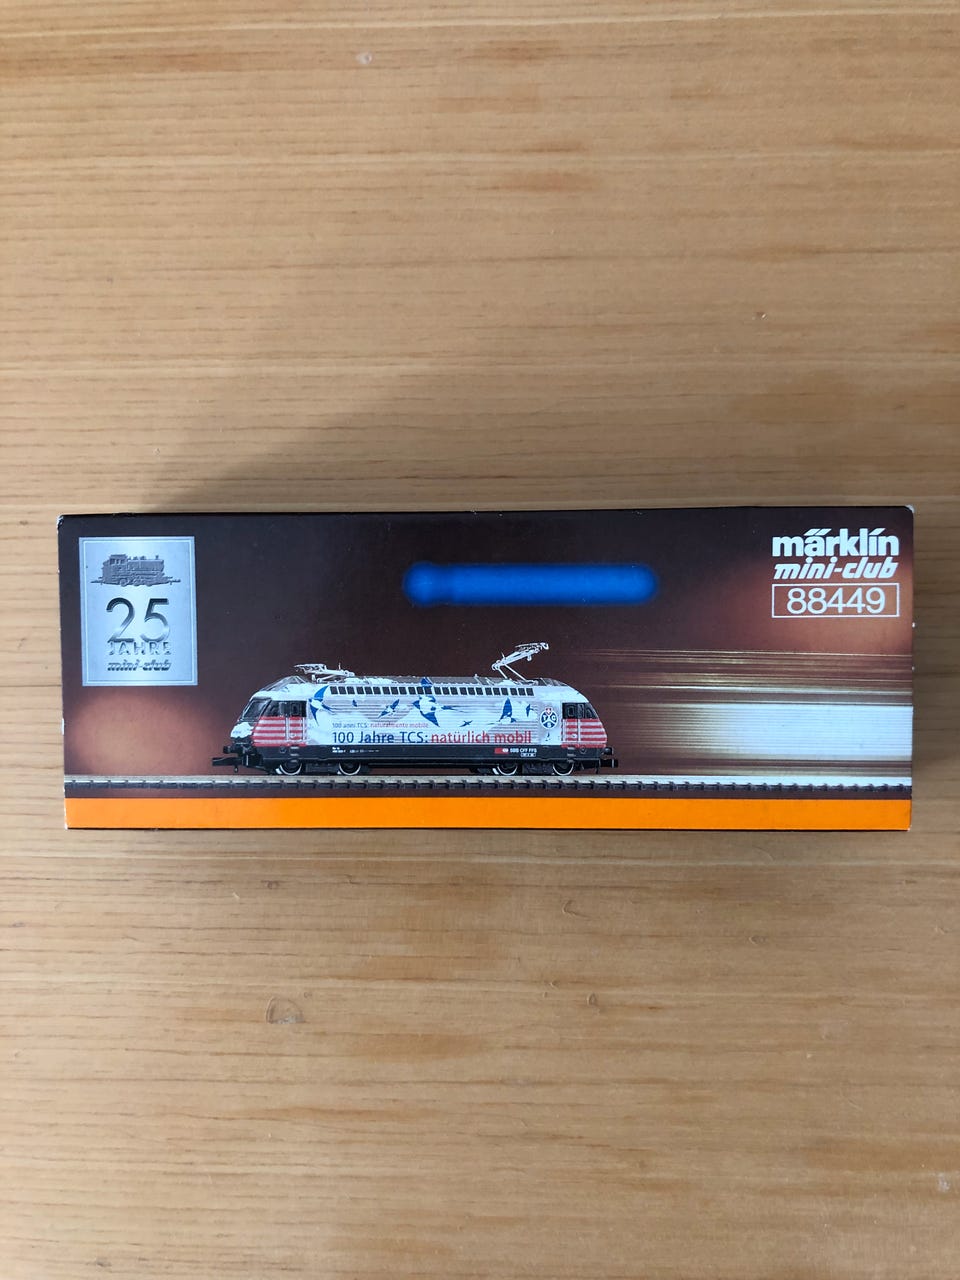 25
JAHRE
mini-club
märklin
mini-club
88449
100 anni TCS: naturalmente mobile
100 Jahre TCS: natürlich mobil
SBB CFF FFS